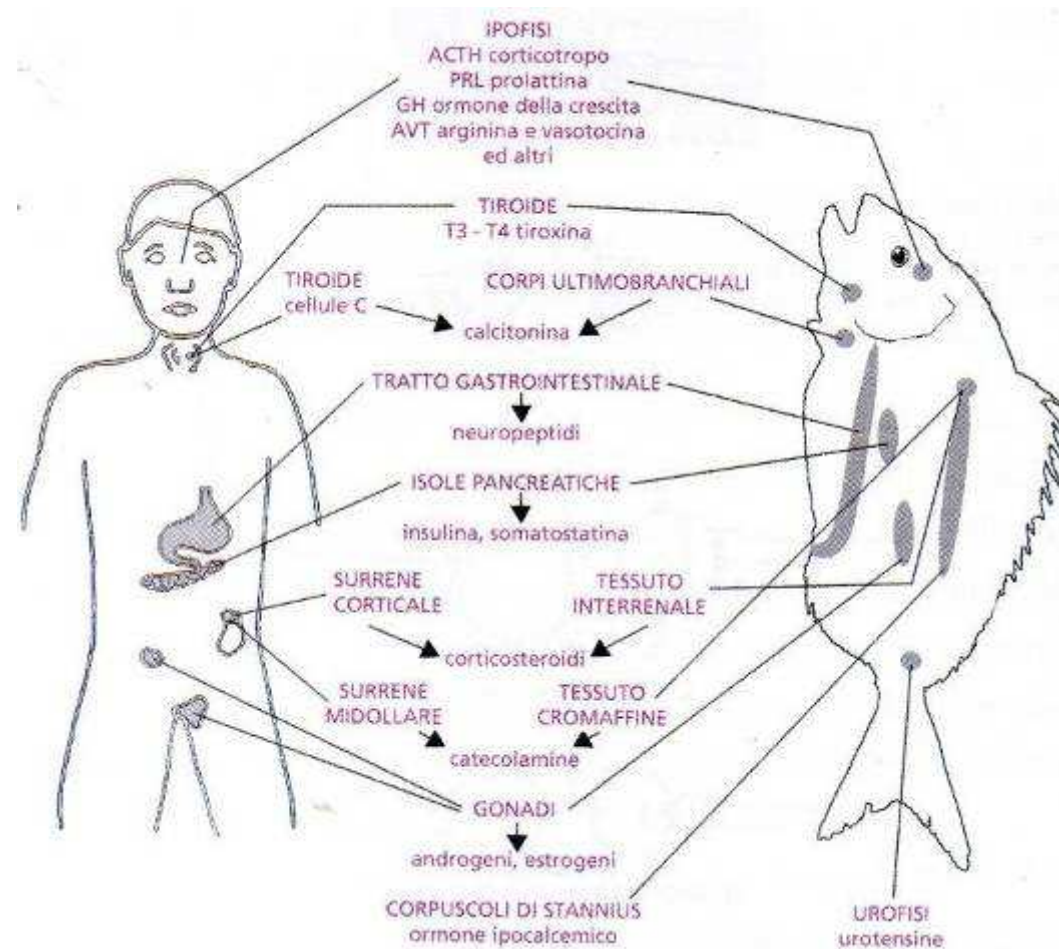 IPOFISI
ACTH corticotropo
PRL prolattina
GH ormone della crescita
AVT arginina e vasotocina
ed altri
TIROIDE
T3 - T4 tiroxina
TIROIDE
cellule C
CORPI ULTIMOBRANCHIALI
calcitonina
TRATTO GASTROINTESTINALE
neuropeptidi
ISOLE PANCREATICHE
insulina, somatostatina
SURRENE
CORTICALE
TESSUTO
INTERRENALE
corticosteroidi
SURRENE
MIDOLLARE
TESSUTO
CROMAFFINE
catecolamine
GONADI
androgeni, estrogeni
CORPUSCOLI DI STANNIUS
ormone ipocalcemico
UROFISI
urotensine